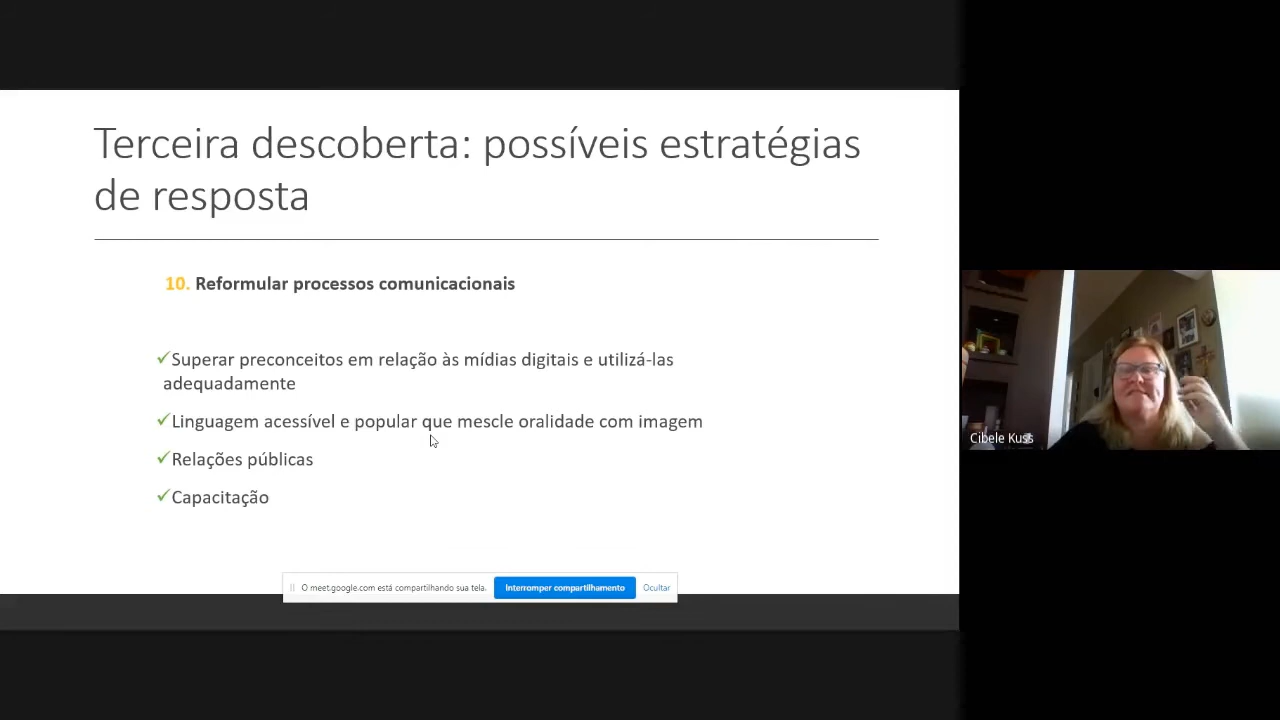 Terceira descoberta: possíveis estratégias
de resposta
10. Reformular processos comunicacionais
✓Superar preconceitos em relação às mídias digitais e utilizá-las
adequadamente
✓Linguagem acessível e popular que mescle oralidade com imagem
✓Relações públicas
✓Capacitação
O meet.google.com está compartilhando sua tela.
Interromper compartilhamento
Ocultar
Cibele Kuss